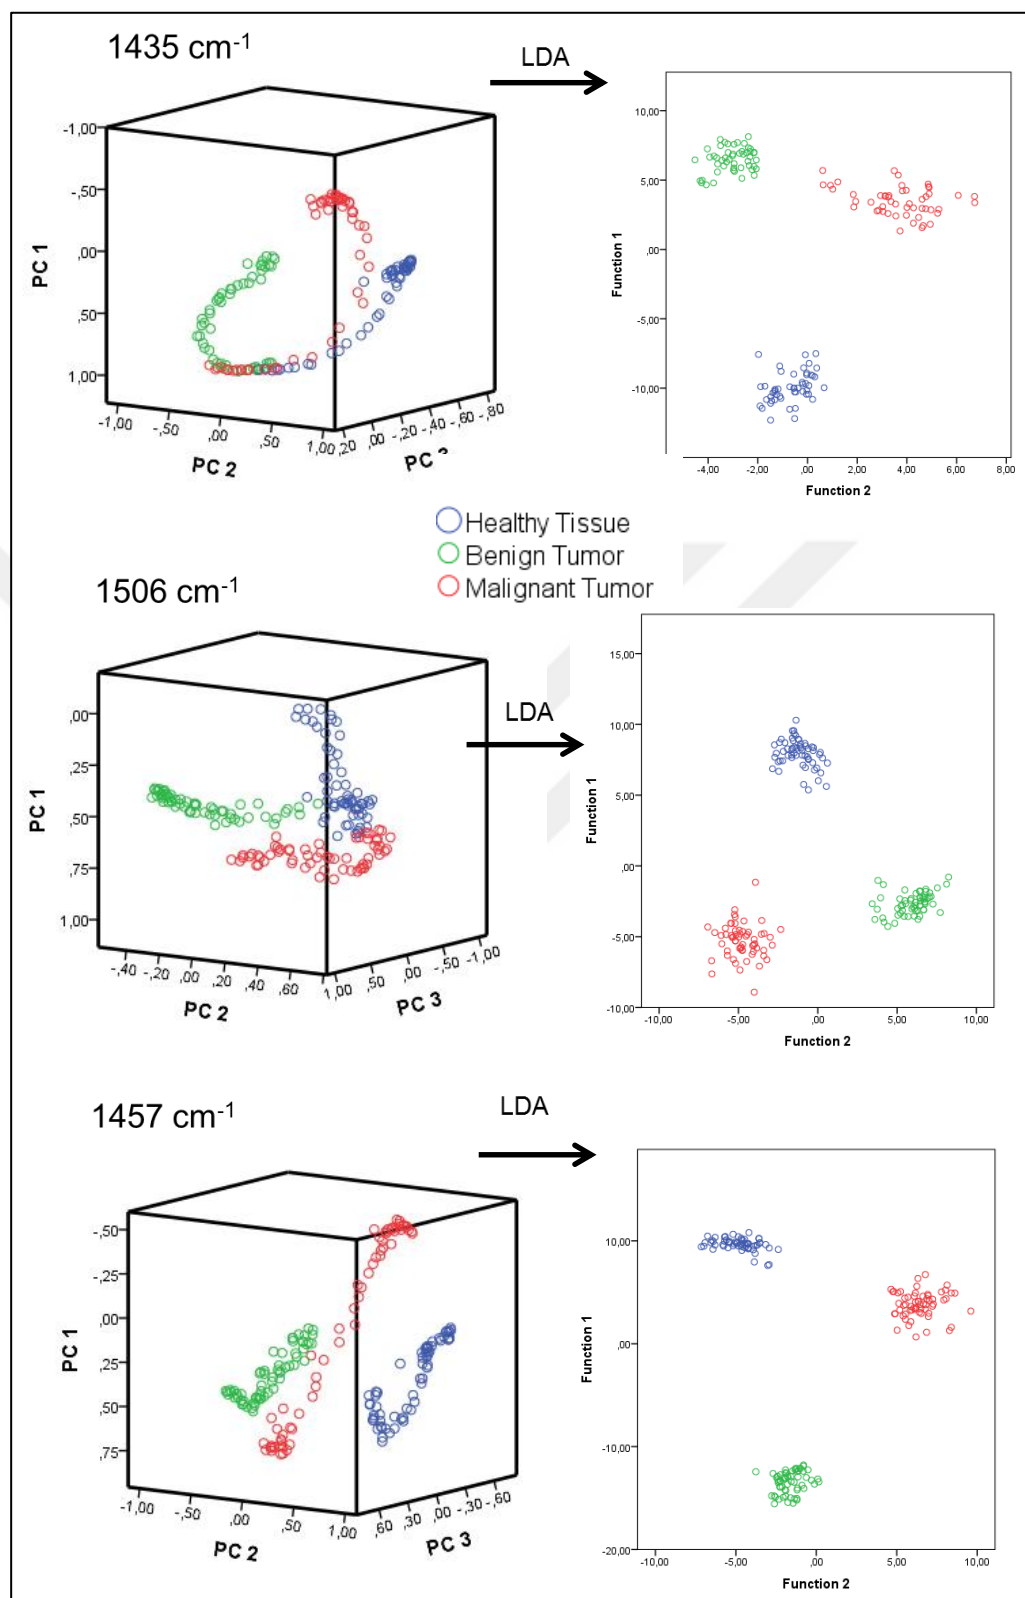 1435 cm⁻¹
LDA
-1,00
-,50
,00
,50
1,00
PC 1
-1,00 -,50 ,00 ,50 1,00
PC 2
,20 ,00 -,20 -,40 -,60 -,80
10,00
5,00
,00
-5,00
-10,00
Function 1
-4,00 -2,00 ,00 2,00 4,00 6,00 8,00
Function 2
Healthy Tissue
Benign Tumor
Malignant Tumor
1506 cm⁻¹
LDA
,00
,25
,50
,75
1,00
PC 1
-,40 -,20 ,00 ,20 ,40 ,60
PC 2
1,00 ,50 ,00 -,50 -1,00
PC 3
15,00
10,00
5,00
,00
-5,00
-10,00
Function 1
-10,00 -5,00 ,00 5,00 10,00
Function 2
1457 cm⁻¹
LDA
-,50
-,25
,00
,25
,50
,75
PC 1
-1,00 -,50 ,00 ,50 1,00
PC 2
,60 ,30 ,00 -,30 -,60
PC 3
10,00
,00
-10,00
-20,00
Function 1
-10,00 -5,00 ,00 5,00 10,00
Function 2